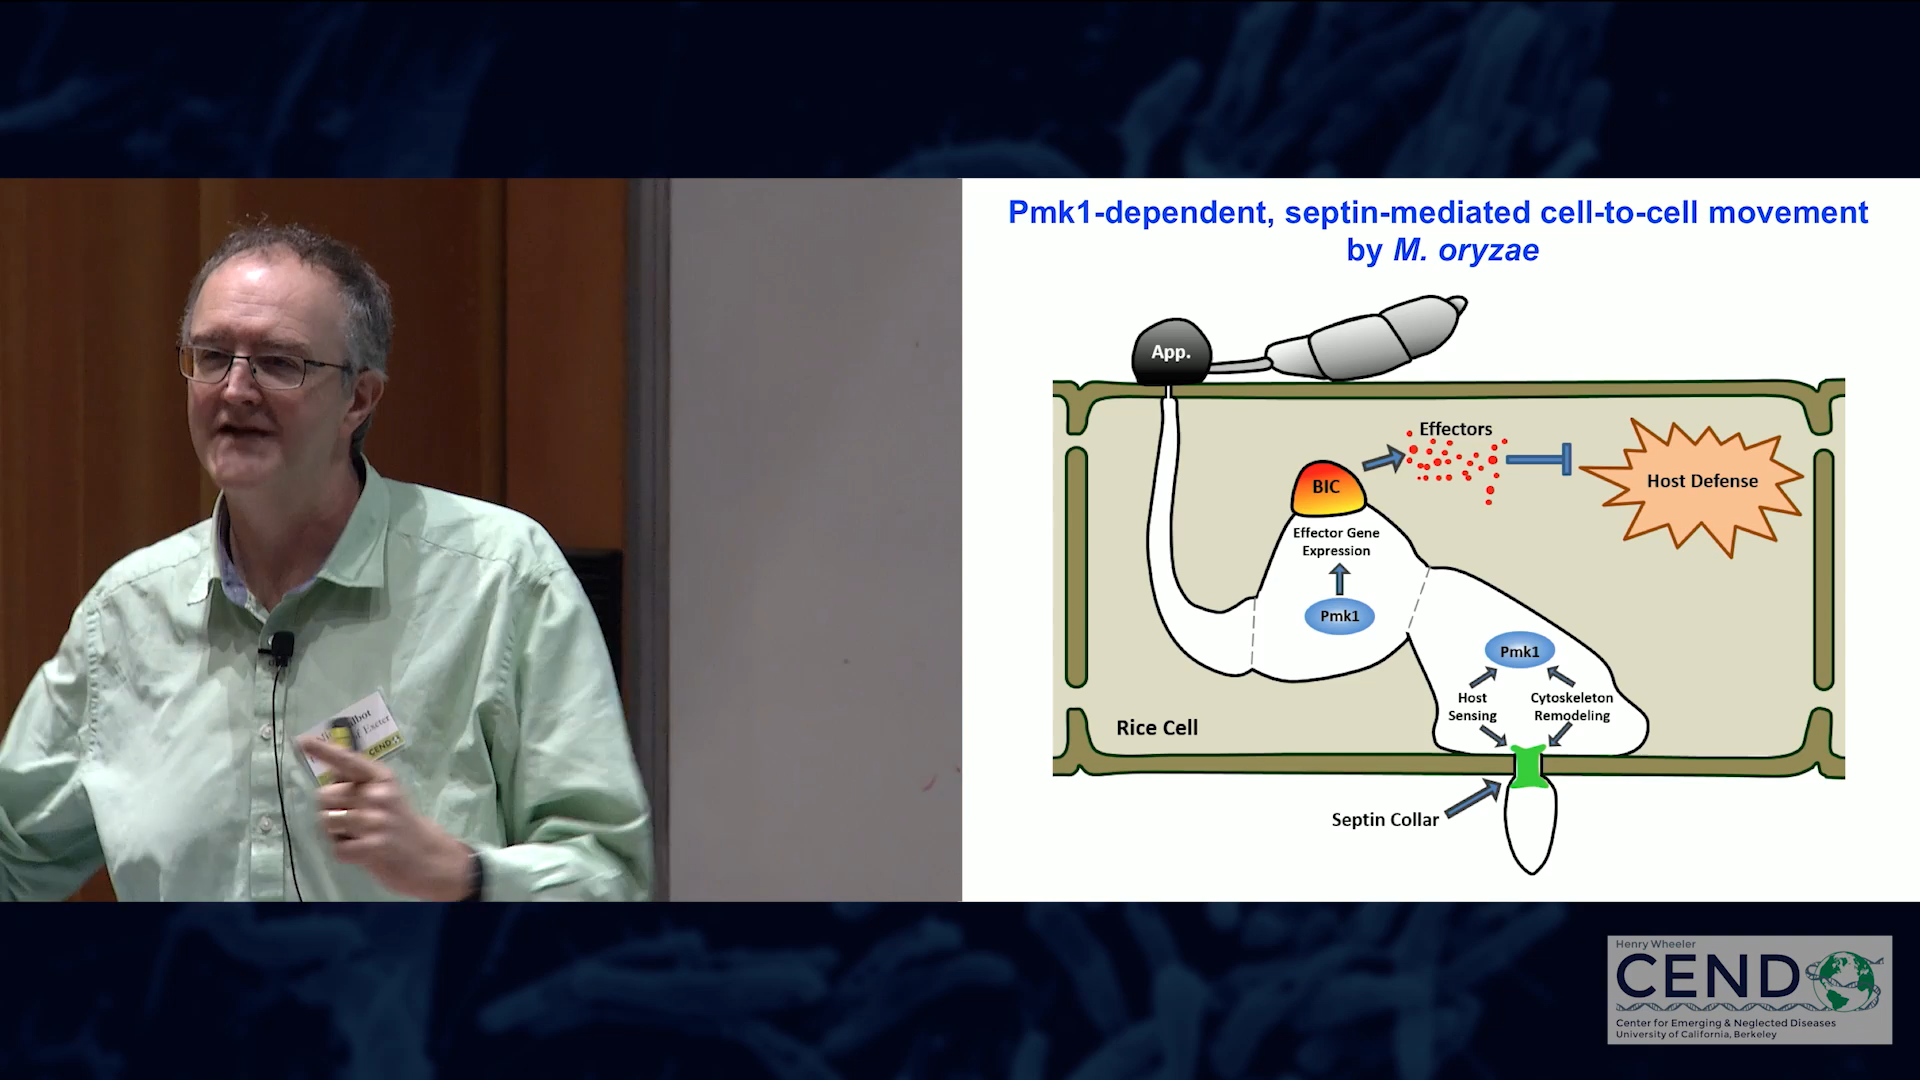 Pmk1-dependent, septin-mediated cell-to-cell movement
by M. oryzae
App.
Effectors
BIC
Host Defense
Effector Gene
Expression
Pmk1
Pmk1
Host
Sensing
Cytoskeleton
Remodeling
Rice Cell
Septin Collar
Exeter
CEND
Henry Wheeler
CEND
Center for Emerging & Neglected Diseases
University of California, Berkeley